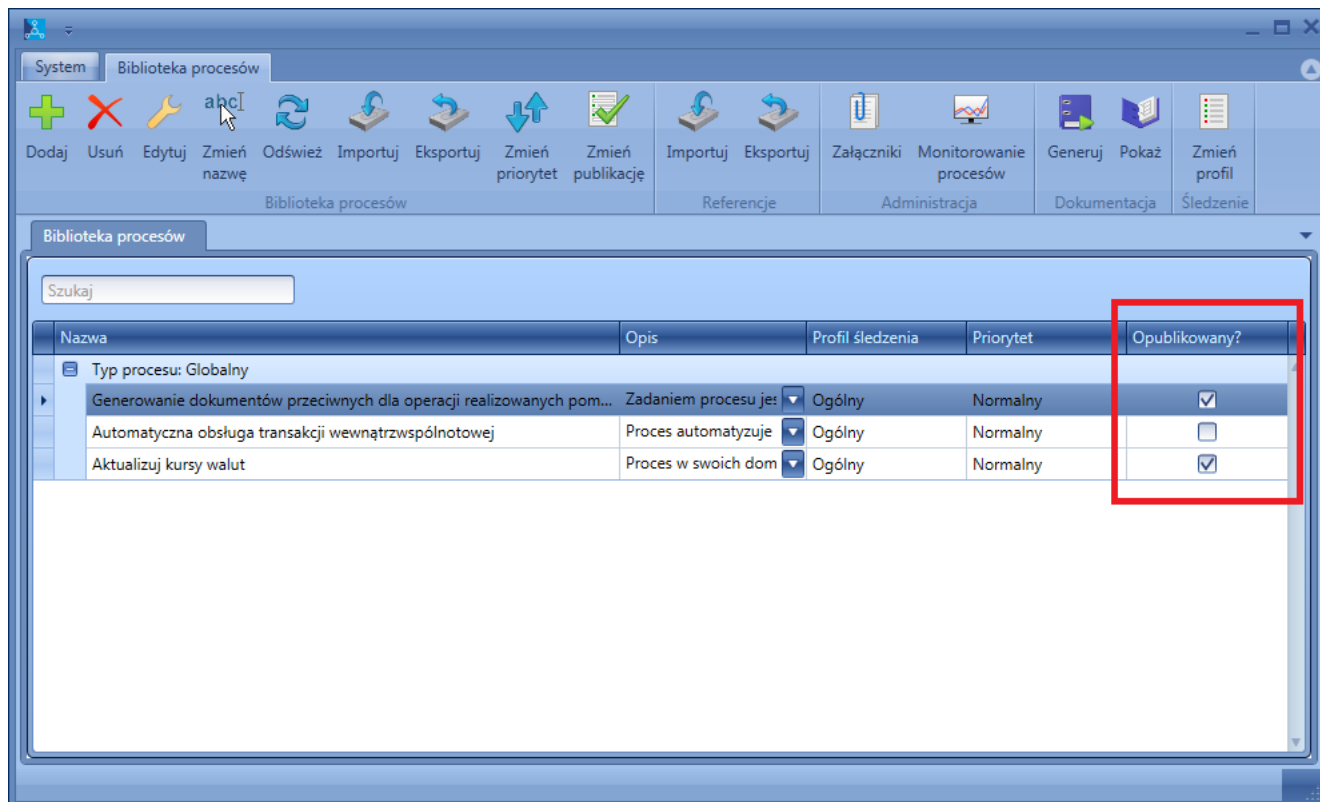 System Biblioteka procesów
abc
Dodaj Usuń Edytuj Zmień nazwę Odśwież Importuj Eksportuj Zmień priorytet Zmień publikację Importuj Eksportuj Załączniki Monitorowanie procesów Generuj Pokaż Zmień profil
Biblioteka procesów Referencje Administracja Dokumentacja Śledzenie
Biblioteka procesów
Szukaj
Nazwa Opis Profil śledzenia Priorytet Opublikowany?
Typ procesu: Globalny
Generowanie dokumentów przeciwnych dla operacji realizowanych pom... Zadaniem procesu jes Ogólny Normalny
Automatyczna obsługa transakcji wewnątrzwspólnotowej Proces automatyzuje Ogólny Normalny
Aktualizuj kursy walut Proces w swoich dom Ogólny Normalny